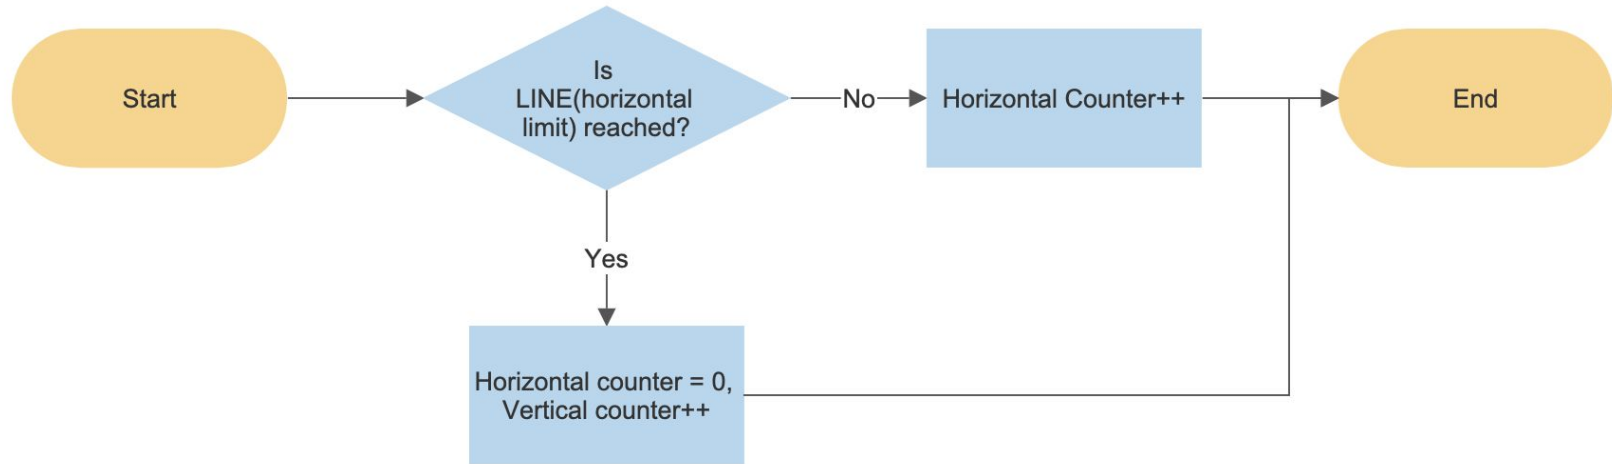 Start
Is
LINE(horizontal
limit) reached?
No
Horizontal Counter++
End
Yes
Horizontal counter = 0,
Vertical counter++